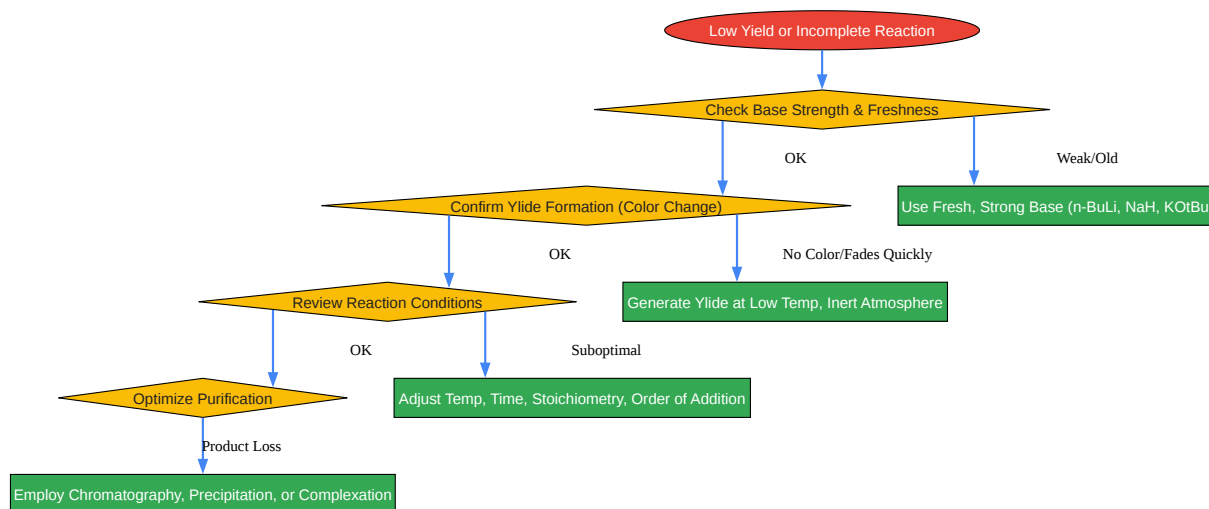 Low Yield or Incomplete Reaction
Check Base Strength & Freshness
OK
Weak/Old
Confirm Ylide Formation (Color Change)
Use Fresh, Strong Base (n-BuLi, NaH, KOtBu
OK
No Color/Fades Quickly
Review Reaction Conditions
Generate Ylide at Low Temp, Inert Atmosphere
OK
Suboptimal
Optimize Purification
Adjust Temp, Time, Stoichiometry, Order of Addition
Product Loss
Employ Chromatography, Precipitation, or Complexation